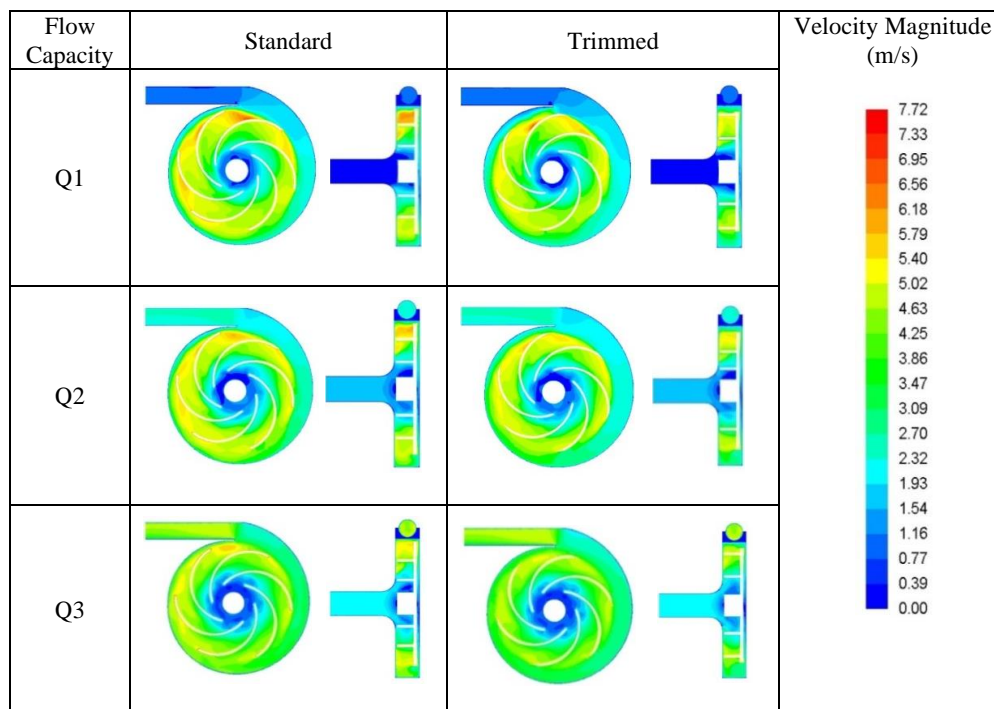 Flow
Capacity
Standard
Trimmed
Velocity Magnitude
(m/s)
Q1
Q2
Q3
7.72
7.33
6.95
6.56
6.18
5.79
5.40
5.02
4.63
4.25
3.86
3.47
3.09
2.70
2.32
1.93
1.54
1.16
0.77
0.39
0.00